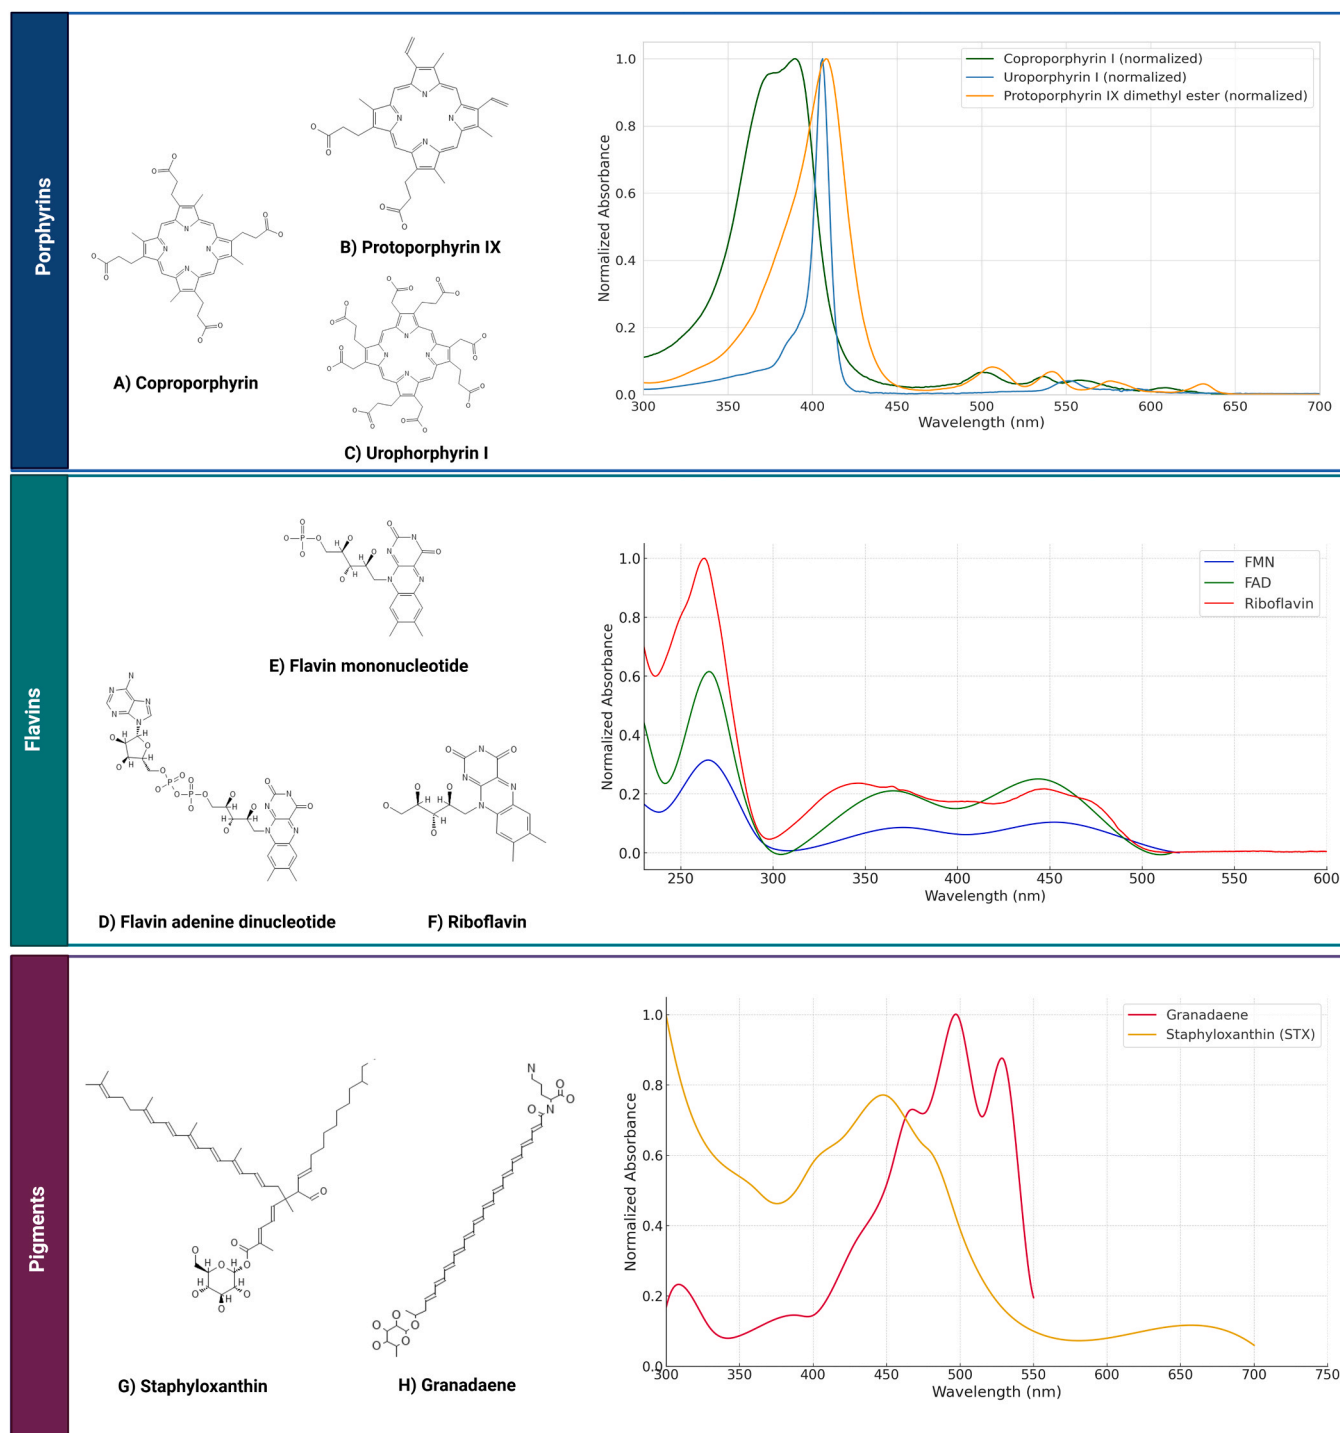 Porphyrins
A) Coproporphyrin
B) Protoporphyrin IX
C) Urophorphyrin I
Coproporphyrin I (normalized)
Uroporphyrin I (normalized)
Protoporphyrin IX dimethyl ester (normalized)
Normalized Absorbance
1.0
0.8
0.6
0.4
0.2
0.0
300 350 400 450 500 550 600 650 700
Wavelength (nm)
Flavins
E) Flavin mononucleotide
D) Flavin adenine dinucleotide
F) Riboflavin
FMN
FAD
Riboflavin
Normalized Absorbance
1.0
0.8
0.6
0.4
0.2
0.0
250 300 350 400 450 500 550 600
Wavelength (nm)
Pigments
G) Staphyloxanthin
H) Granadaene
Granadaene
Staphyloxanthin (STX)
Normalized Absorbance
1.0
0.8
0.6
0.4
0.2
0.0
300 350 400 450 500 550 600 650 700 750
Wavelength (nm)